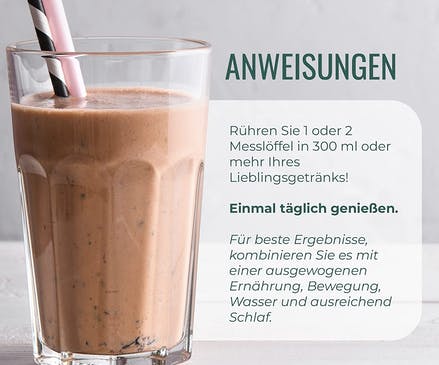 ANWEISUNGEN
Rühren Sie 1 oder 2
Messlöffel in 300 ml oder
mehr Ihres
Lieblingsgetränks!
Einmal täglich genießen.
Für beste Ergebnisse,
kombinieren Sie es mit
einer ausgewogenen
Ernährung, Bewegung,
Wasser und ausreichend
Schlaf.